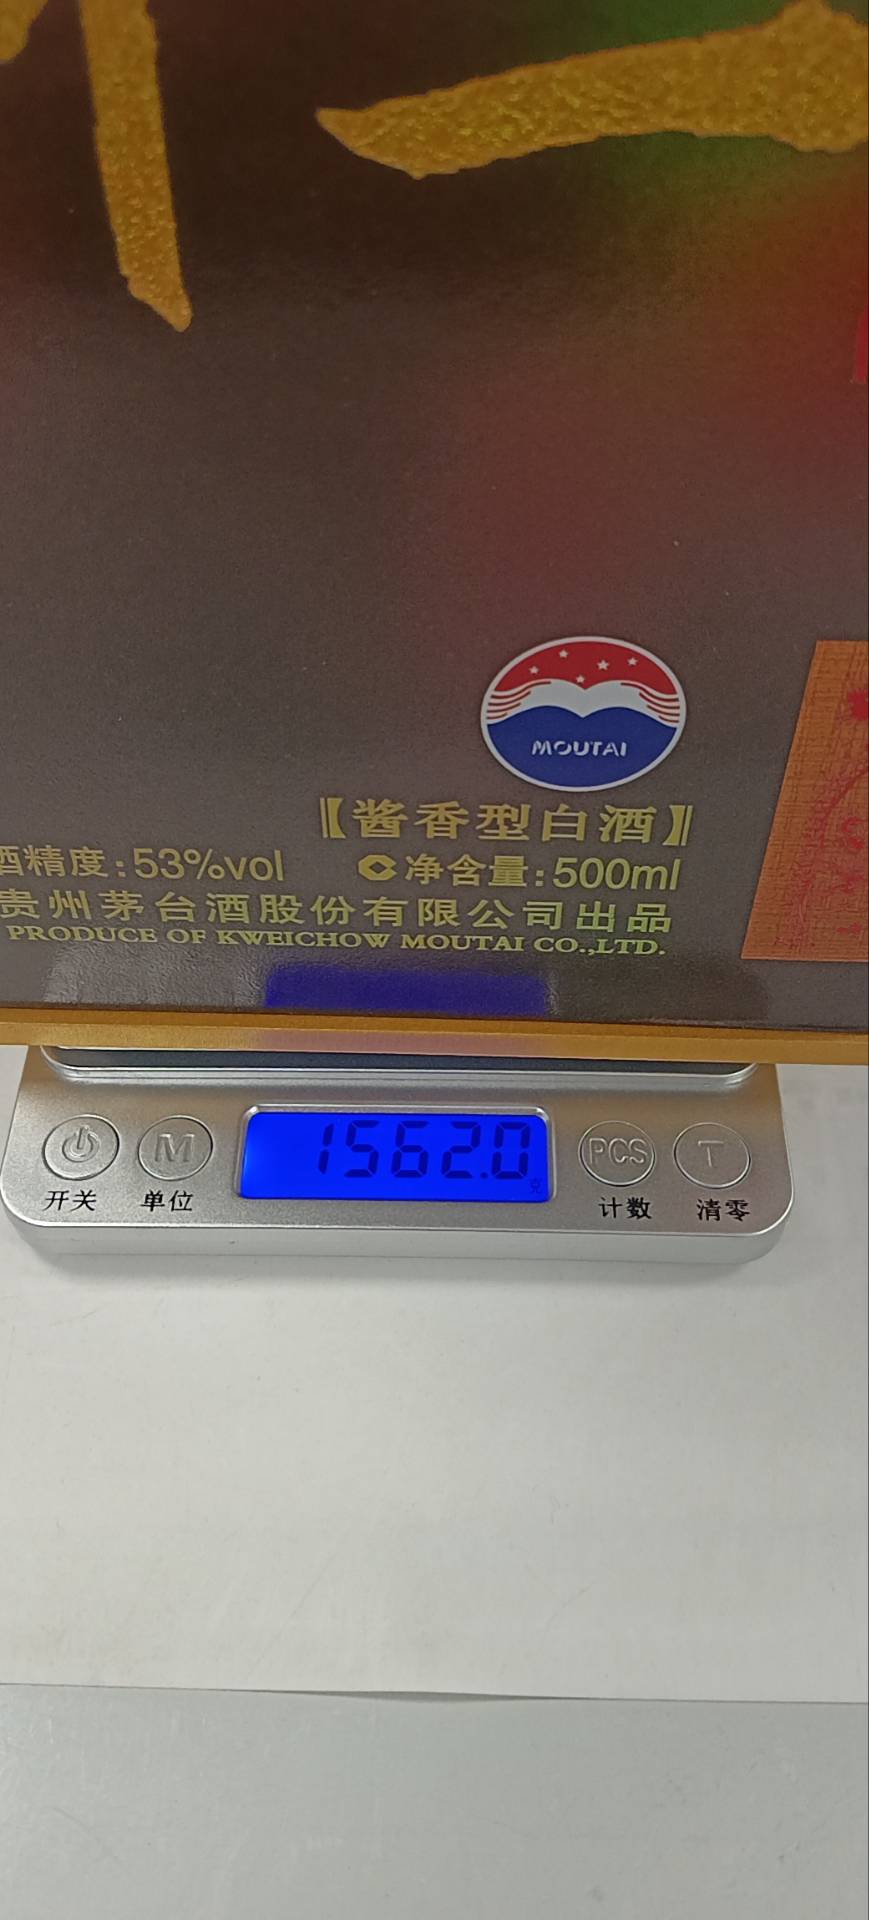 MOUTAI
【酱香型白酒】
酒精度:53%vol 净含量:500ml
贵州茅台酒股份有限公司出品
PRODUCE OF KWEICHOW MOUTAI CO.,LTD.
M 1562.0 PCS T
克
开关 单位 计数 清零